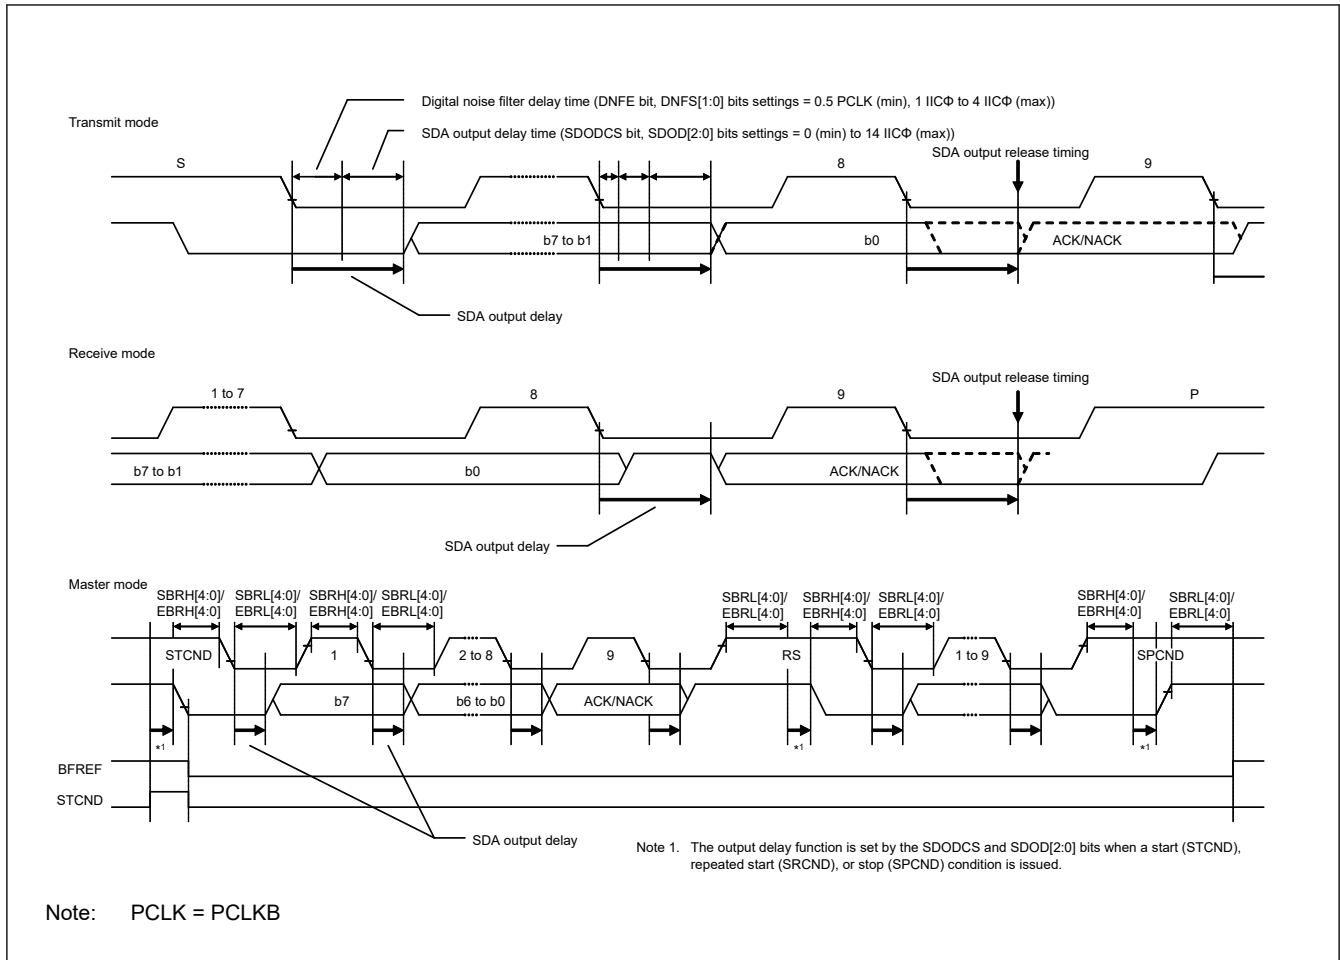 Digital noise filter delay time (DNFE bit, DNFS[1:0] bits settings = 0.5 PCLK (min), 1 IICΦ to 4 IICΦ (max))
Transmit mode
SDA output delay time (SDODCS bit, SDOD[2:0] bits settings = 0 (min) to 14 IICΦ (max))
SDA output release timing
S
8
9
b7 to b1
b0
ACK/NACK
SDA output delay
Receive mode
SDA output release timing
1 to 7
8
9
P
b7 to b1
b0
ACK/NACK
SDA output delay
Master mode
SBRH[4:0]/ SBRL[4:0]/ SBRH[4:0]/ SBRL[4:0]/ SBRL[4:0]/ SBRH[4:0]/ SBRL[4:0]/ SBRH[4:0]/ SBRL[4:0]/
EBRH[4:0] EBRL[4:0] EBRH[4:0] EBRL[4:0] EBRL[4:0] EBRH[4:0] EBRL[4:0] EBRH[4:0] EBRL[4:0]
STCND
1
2 to 8
9
RS
1 to 9
SPCND
b7
b6 to b0
ACK/NACK
*1
*1
*1
BFREF
STCND
SDA output delay
Note 1. The output delay function is set by the SDODCS and SDOD[2:0] bits when a start (STCND),
repeated start (SRCND), or stop (SPCND) condition is issued.
Note: PCLK = PCLKB